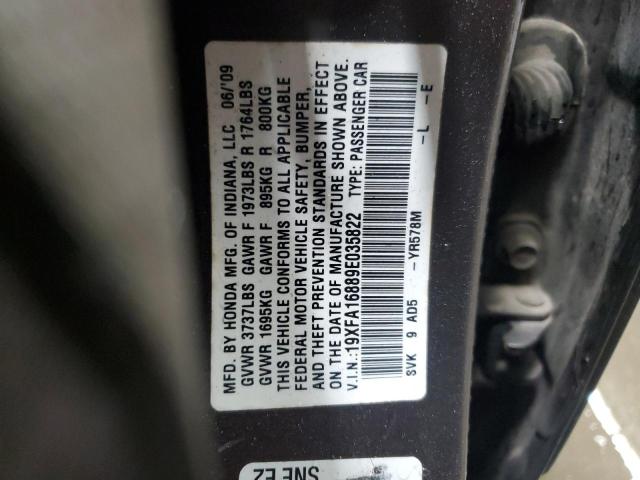 MFD. BY HONDA MFG. OF INDIANA, LLC 06/'09
GVWR 3737LBS GAWR F 1973LBS R 1764LBS
GVWR 1695KG GAWR F 895KG R 800KG
THIS VEHICLE CONFORMS TO ALL APPLICABLE
FEDERAL MOTOR VEHICLE SAFETY, BUMPER,
AND THEFT PREVENTION STANDARDS IN EFFECT
ON THE DATE OF MANUFACTURE SHOWN ABOVE.
V.I.N.:19XFA16889E035822 TYPE: PASSENGER CAR
SVK 9 AD5 -YR578M -L -E
SNE EZ